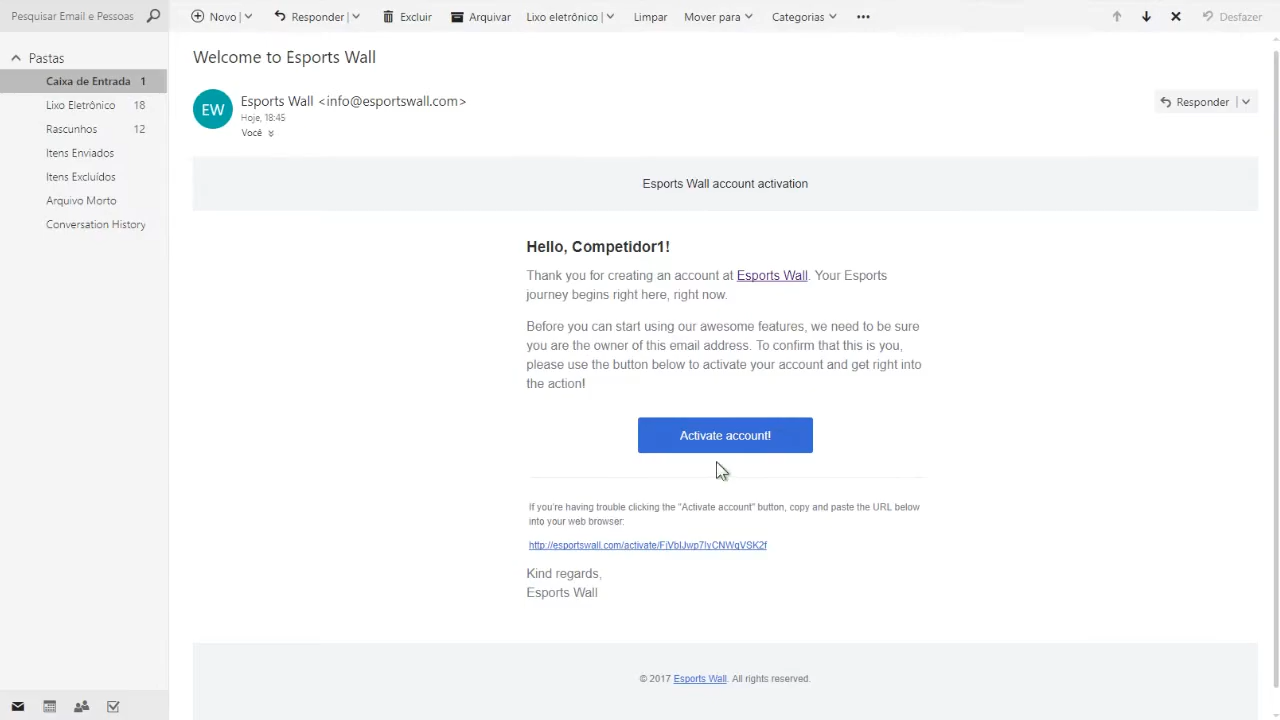 Pesquisar Email e Pessoas
Novo
Responder
Excluir
Arquivar
Lixo eletrônico
Limpar
Mover para
Categorias
Desfazer
Pastas
Caixa de Entrada 1
Lixo Eletrônico 18
Rascunhos 12
Itens Enviados
Itens Excluídos
Arquivo Morto
Conversation History
Welcome to Esports Wall
EW
Esports Wall <info@esportswall.com>
Hoje, 18:45
Você
Responder
Esports Wall account activation
Hello, Competidor1!
Thank you for creating an account at Esports Wall. Your Esports
journey begins right here, right now.
Before you can start using our awesome features, we need to be sure
you are the owner of this email address. To confirm that this is you,
please use the button below to activate your account and get right into
the action!
Activate account!
If you're having trouble clicking the "Activate account" button, copy and paste the URL below
into your web browser:
Kind regards,
Esports Wall
© 2017 Esports Wall. All rights reserved.